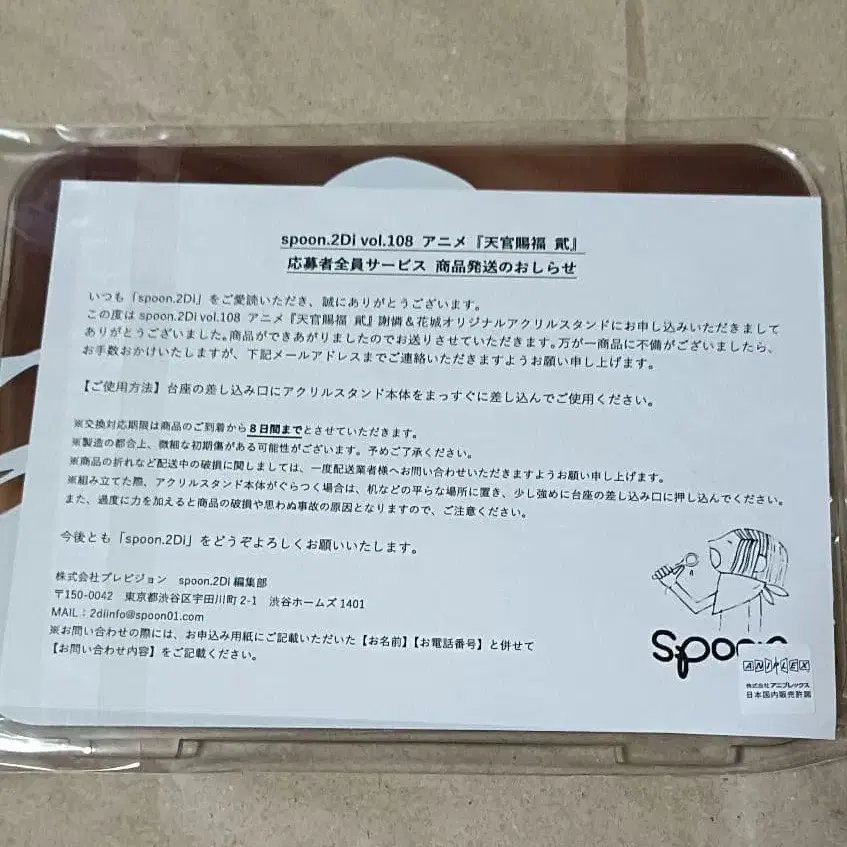 spoon.2Di vol.108 アニメ『天官賜福 貮』
応募者全員サービス 商品発送のおしらせ
いつも「spoon.2Di」をご愛読いただき、誠にありがとうございます。
この度は spoon.2Di vol.108 アニメ『天官賜福 貮』謝憐＆花城オリジナルアクリルスタンドにお申し込みいただきまして
ありがとうございました。商品ができあがりましたのでお送りさせていただきます。万が一商品に不備がございましたら、
お手数おかけいたしますが、下記メールアドレスまでご連絡いただきますようお願い申し上げます。
【ご使用方法】台座の差し込み口にアクリルスタンド本体をまっすぐに差し込んでご使用ください。
※交換対応期限は商品のご到着から８日間までとさせていただきます。
※製造の都合上、微細な初期傷がある可能性がございます。予めご了承ください。
※商品の折れなど配送中の破損に関しましては、一度配送業者様へお問い合わせいただきますようお願い申し上げます。
※組み立てた際、アクリルスタンド本体がぐらつく場合は、机などの平らな場所に置き、少し強めに台座の差し込み口に押し込んでください。
また、過度に力を加えると商品の破損や思わぬ事故の原因となりますので、ご注意ください。
今後とも「spoon.2Di」をどうぞよろしくお願いいたします。
株式会社プレビジョン spoon.2Di 編集部
〒150-0042 東京都渋谷区宇田川町 2-1 渋谷ホームズ 1401
MAIL：2diinfo@spoon01.com
※お問い合わせの際には、お申込み用紙にご記載いただいた【お名前】【お電話番号】と併せて
【お問い合わせ内容】をご記載ください。
Spoon
ANIPLEX
株式会社アニプレックス
日本国内販売許諾